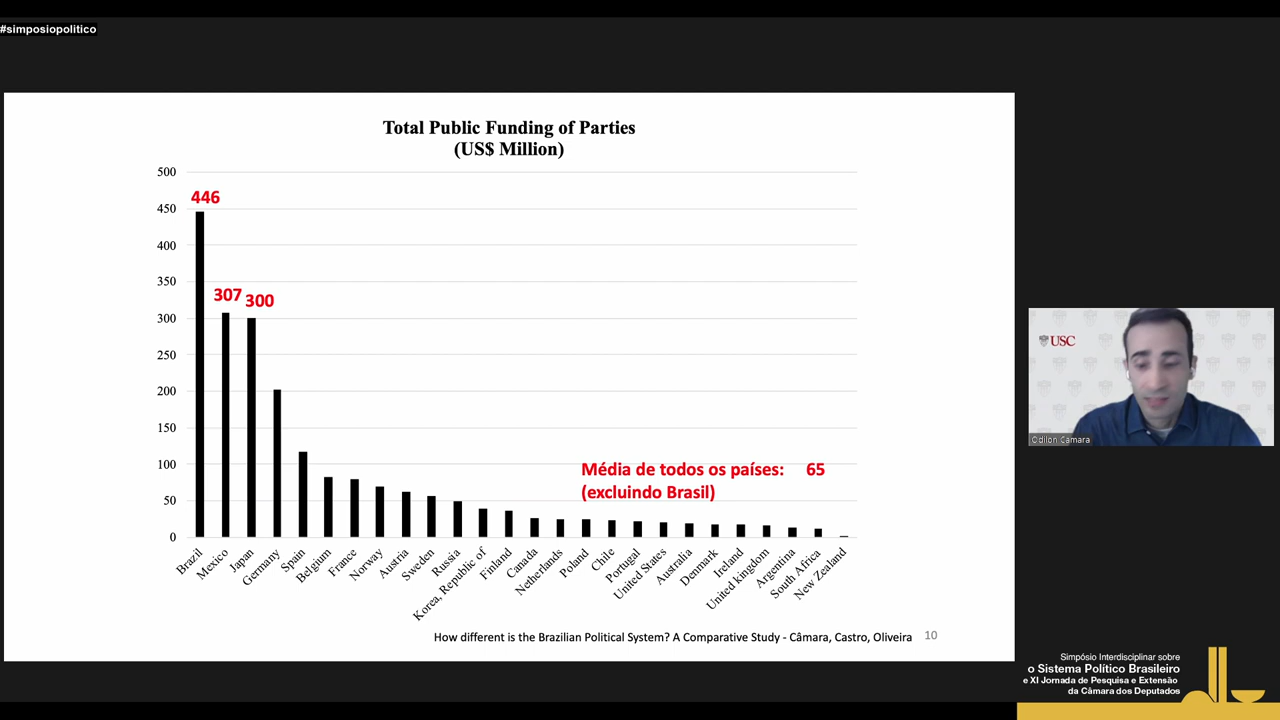 #simposiopolitico
Total Public Funding of Parties
(US$ Million)
500
450
400
350
300
250
200
150
100
50
0
446
307
300
Média de todos os países: 65
(excluindo Brasil)
Brazil
Mexico
Japan
Germany
Spain
Belgium
France
Norway
Austria
Sweden
Russia
Korea, Republic of
Finland
Canada
Netherlands
Poland
Chile
Portugal
United States
Australia
Denmark
Ireland
United kingdom
Argentina
South Africa
New Zealand
How different is the Brazilian Political System? A Comparative Study - Câmara, Castro, Oliveira 10
USC
Odilon Camara
Simpósio Interdisciplinar sobre
o Sistema Político Brasileiro
e XI Jornada de Pesquisa e Extensão
da Câmara dos Deputados